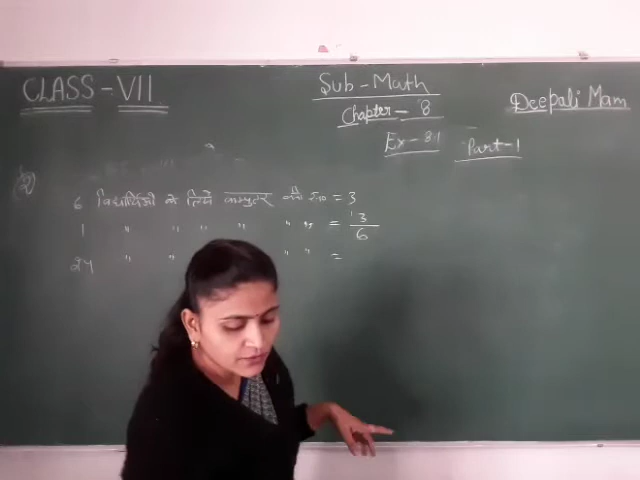 CLASS - VII
Sub - Math
Deepali Mam
Chapter - 8
Ex - 8.1
Part - 1
6 विद्यार्थियों के लिये कम्प्यूटर = 3
1 " " " " " " = 3/6
24 " " " " =